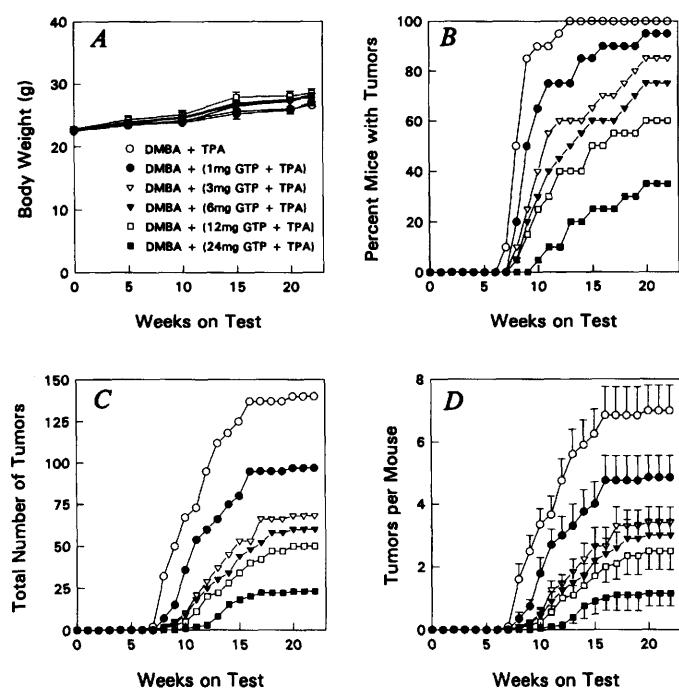 A
Body Weight (g)
40
30
20
10
0
○ DMBA + TPA
● DMBA + (1mg GTP + TPA)
▽ DMBA + (3mg GTP + TPA)
▼ DMBA + (6mg GTP + TPA)
□ DMBA + (12mg GTP + TPA)
■ DMBA + (24mg GTP + TPA)
0 5 10 15 20
Weeks on Test
B
Percent Mice with Tumors
100
80
60
40
20
0
0 5 10 15 20
Weeks on Test
C
Total Number of Tumors
150
125
100
75
50
25
0
0 5 10 15 20
Weeks on Test
D
Tumors per Mouse
8
6
4
2
0 5 10 15 20
Weeks on Test